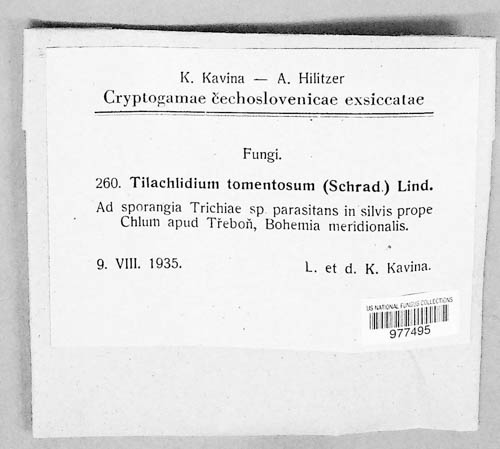 K. Kavina — A. Hilitzer
Cryptogamae čechoslovenicae exsiccatae
Fungi.
260. Tilachlidium tomentosum (Schrad.) Lind.
Ad sporangia Trichiae sp. parasitans in silvis prope
Chlum apud Třeboň, Bohemia meridionalis.
9. VIII. 1935. L. et d. K. Kavina.
US NATIONAL FUNGUS COLLECTIONS
977495